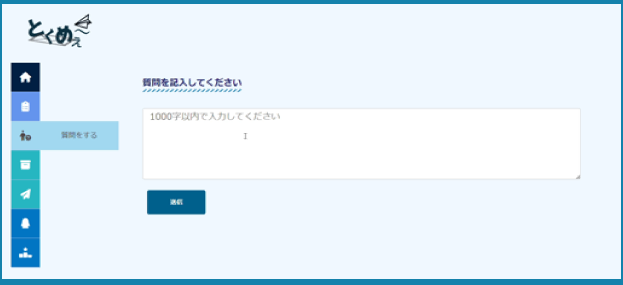 とくめえ
質問を記入してください
1000字以内で入力してください
質問をする
送信